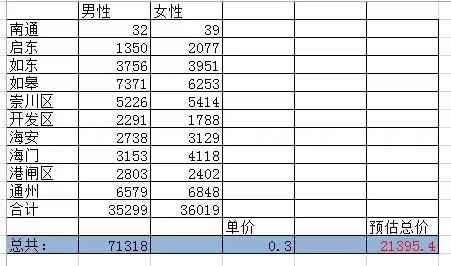 男性 女性
南通 32 39
启东 1350 2077
如东 3756 3951
如皋 7371 6253
崇川区 5226 5414
开发区 2291 1788
海安 2738 3129
海门 3153 4118
港闸区 2803 2402
通州 6579 6848
合计 35299 36019
单价 预估总价
总共： 71318 0.3 21395.4